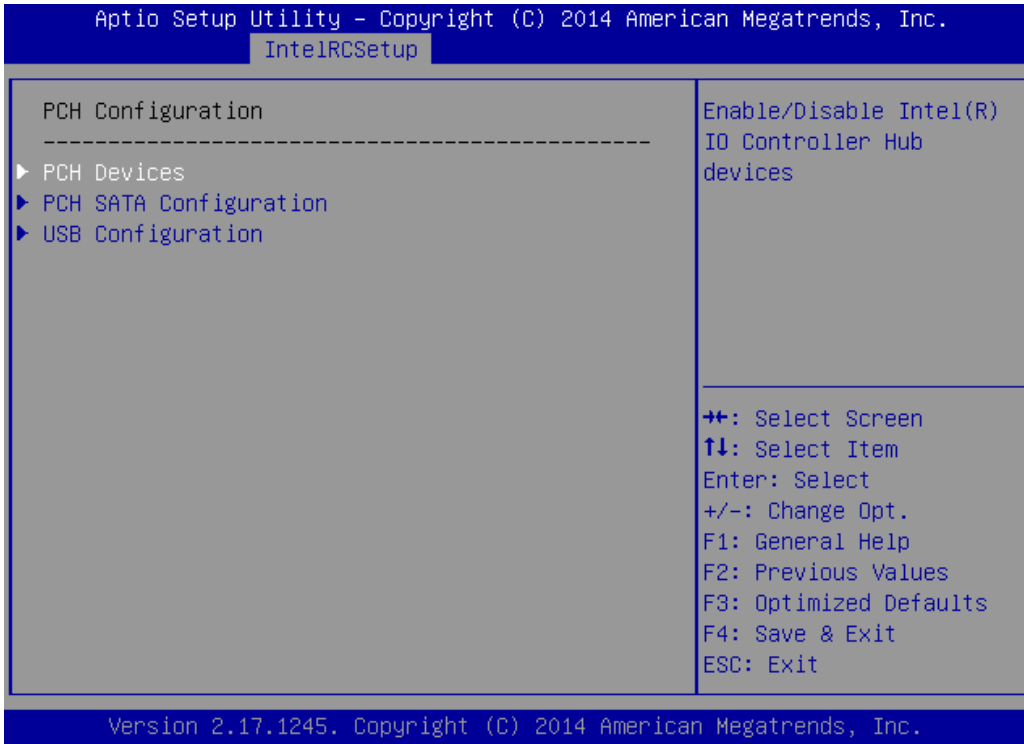 Aptio Setup Utility – Copyright (C) 2014 American Megatrends, Inc.
IntelRCSetup
PCH Configuration
-----------------------------------------------
▶ PCH Devices
▶ PCH SATA Configuration
▶ USB Configuration
Enable/Disable Intel(R)
IO Controller Hub
devices
→←: Select Screen
↑↓: Select Item
Enter: Select
+/-: Change Opt.
F1: General Help
F2: Previous Values
F3: Optimized Defaults
F4: Save & Exit
ESC: Exit
Version 2.17.1245. Copyright (C) 2014 American Megatrends, Inc.